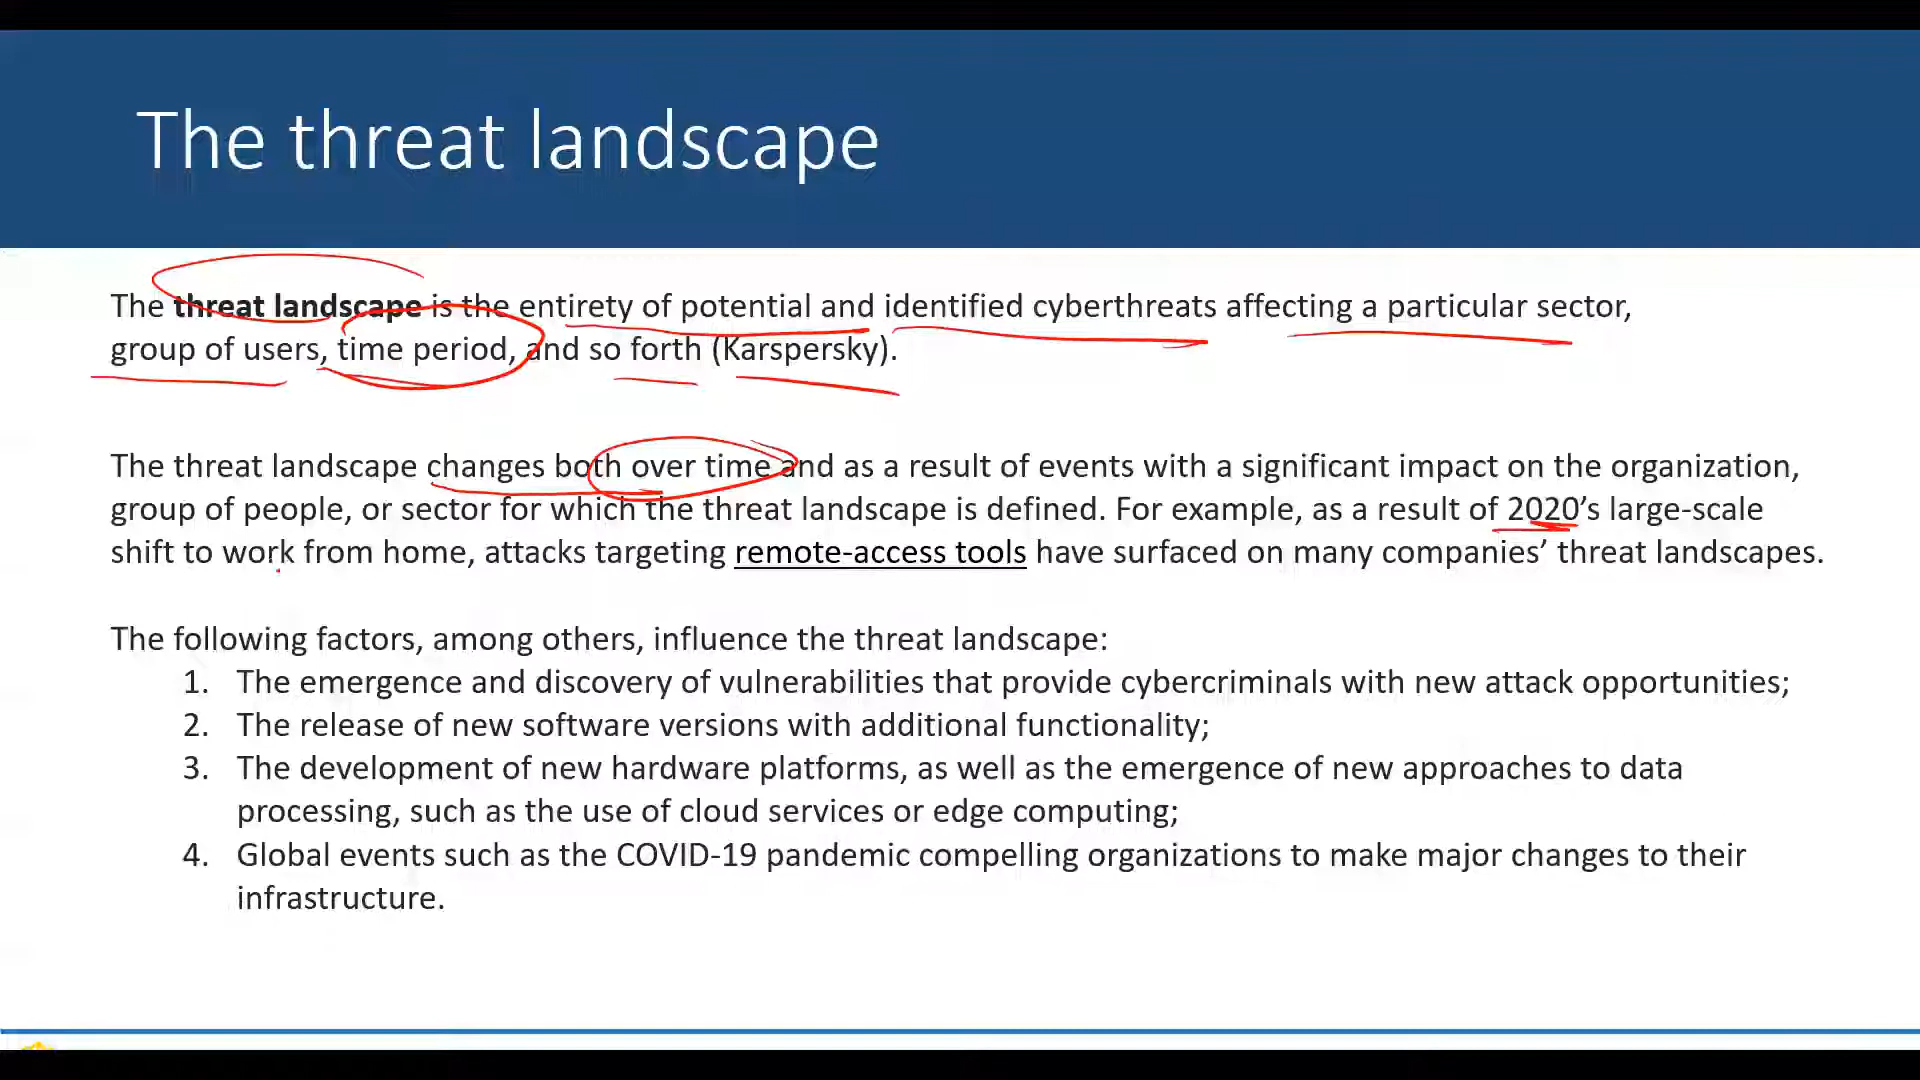 The threat landscape
The threat landscape is the entirety of potential and identified cyberthreats affecting a particular sector,
group of users, time period, and so forth (Karspersky).
The threat landscape changes both over time and as a result of events with a significant impact on the organization,
group of people, or sector for which the threat landscape is defined. For example, as a result of 2020’s large-scale
shift to work from home, attacks targeting remote-access tools have surfaced on many companies’ threat landscapes.
The following factors, among others, influence the threat landscape:
1. The emergence and discovery of vulnerabilities that provide cybercriminals with new attack opportunities;
2. The release of new software versions with additional functionality;
3. The development of new hardware platforms, as well as the emergence of new approaches to data
processing, such as the use of cloud services or edge computing;
4. Global events such as the COVID-19 pandemic compelling organizations to make major changes to their
infrastructure.